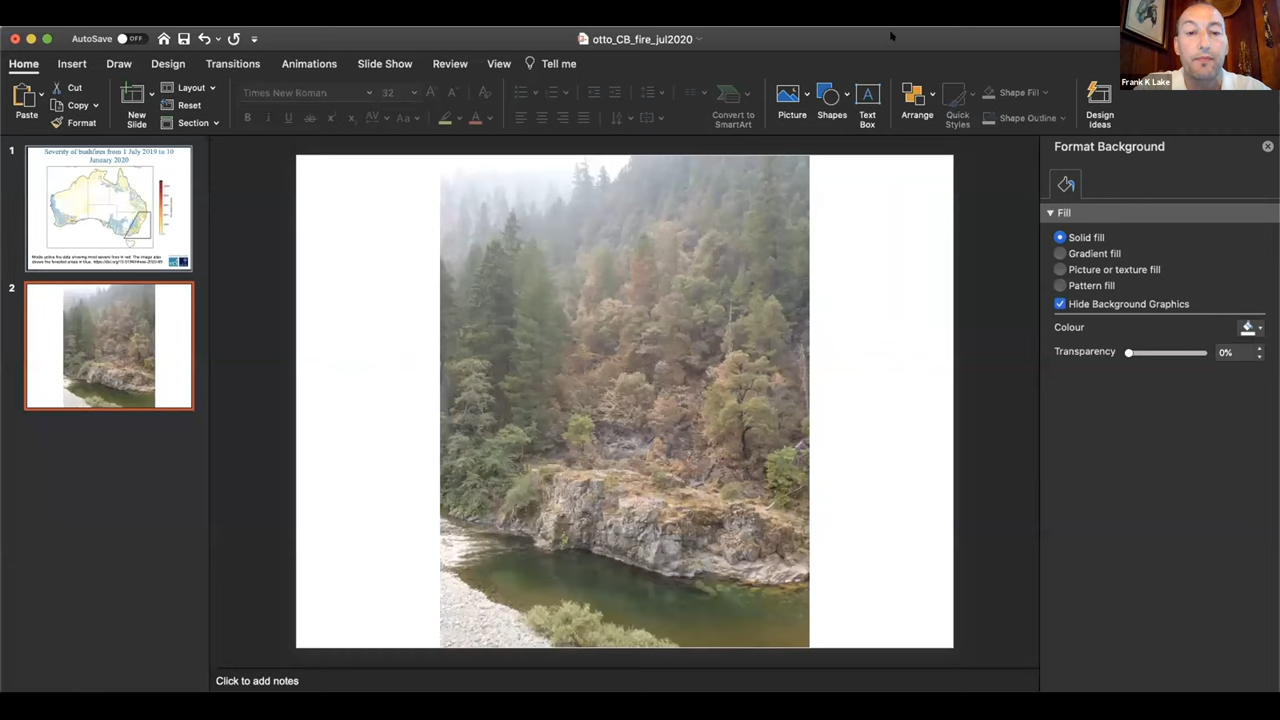 AutoSave OFF
otto_CB_fire_jul2020
Frank K Lake
Home Insert Draw Design Transitions Animations Slide Show Review View Tell me
Paste
Cut
Copy
Format
New Slide
Layout
Reset
Section
Times New Roman 32
Convert to SmartArt
Picture
Shapes
Text Box
Arrange
Quick Styles
Shape Fill
Shape Outline
Design Ideas
1
Severity of bushfires from 1 July 2019 to 10
January 2020
2
Format Background
Fill
Solid fill
Gradient fill
Picture or texture fill
Pattern fill
Hide Background Graphics
Colour
Transparency 0%
Click to add notes